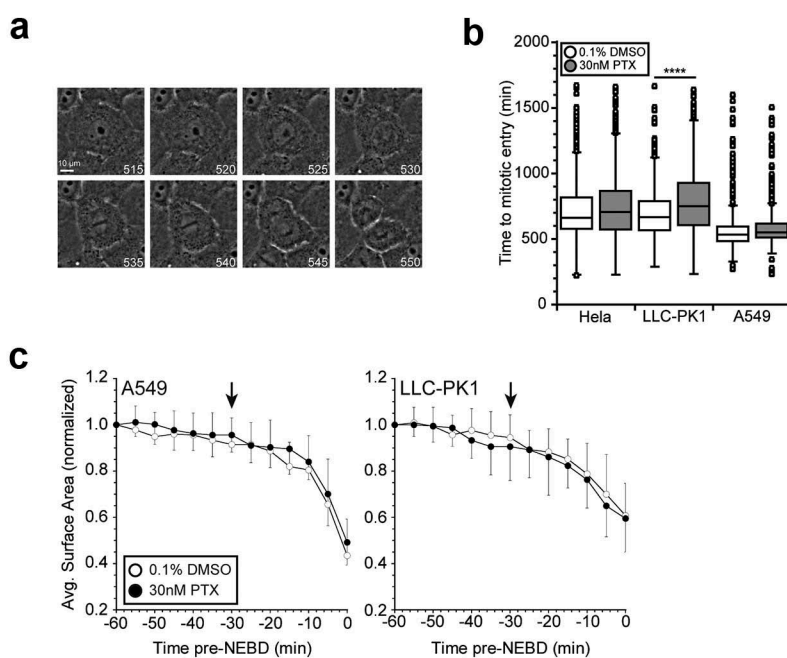 a
515
520
525
530
10 µm
535
540
545
550
b
Time to mitotic entry (min)
2000
1500
1000
500
0
0.1% DMSO
30nM PTX
****
Hela
LLC-PK1
A549
c
Avg. Surface Area (normalized)
1.2
1.0
0.8
0.6
0.4
0.2
A549
0.1% DMSO
30nM PTX
-60 -50 -40 -30 -20 -10 0
Time pre-NEBD (min)
1.2
1.0
0.8
0.6
0.4
0.2
LLC-PK1
-60 -50 -40 -30 -20 -10 0
Time pre-NEBD (min)